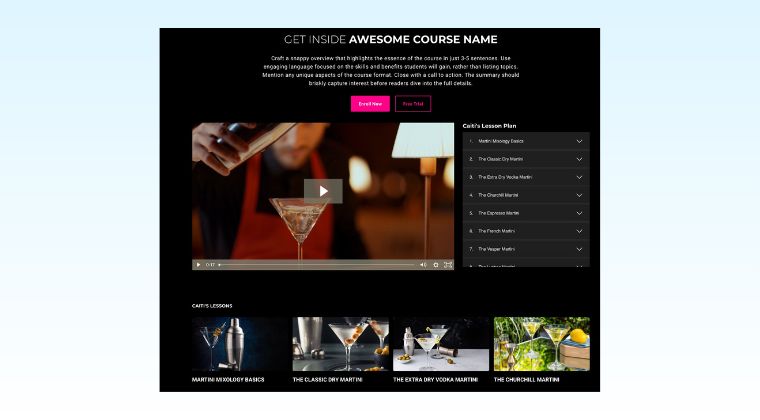 GET INSIDE AWESOME COURSE NAME
Craft a snappy overview that highlights the essence of the course in just 3-5 sentences. Use
engaging language focused on the skills and benefits students will gain, rather than listing topics.
Mention any unique aspects of the course format. Close with a call to action. The summary should
briskly capture interest before readers dive into the full details.
Enroll Now
Free Trial
0:17
Caiti's Lesson Plan
1. Martini Mixology Basics
2. The Classic Dry Martini
3. The Extra Dry Vodka Martini
4. The Churchill Martini
5. The Espresso Martini
6. The French Martini
7. The Vesper Martini
CAITI'S LESSONS
MARTINI MIXOLOGY BASICS
THE CLASSIC DRY MARTINI
THE EXTRA DRY VODKA MARTINI
THE CHURCHILL MARTINI